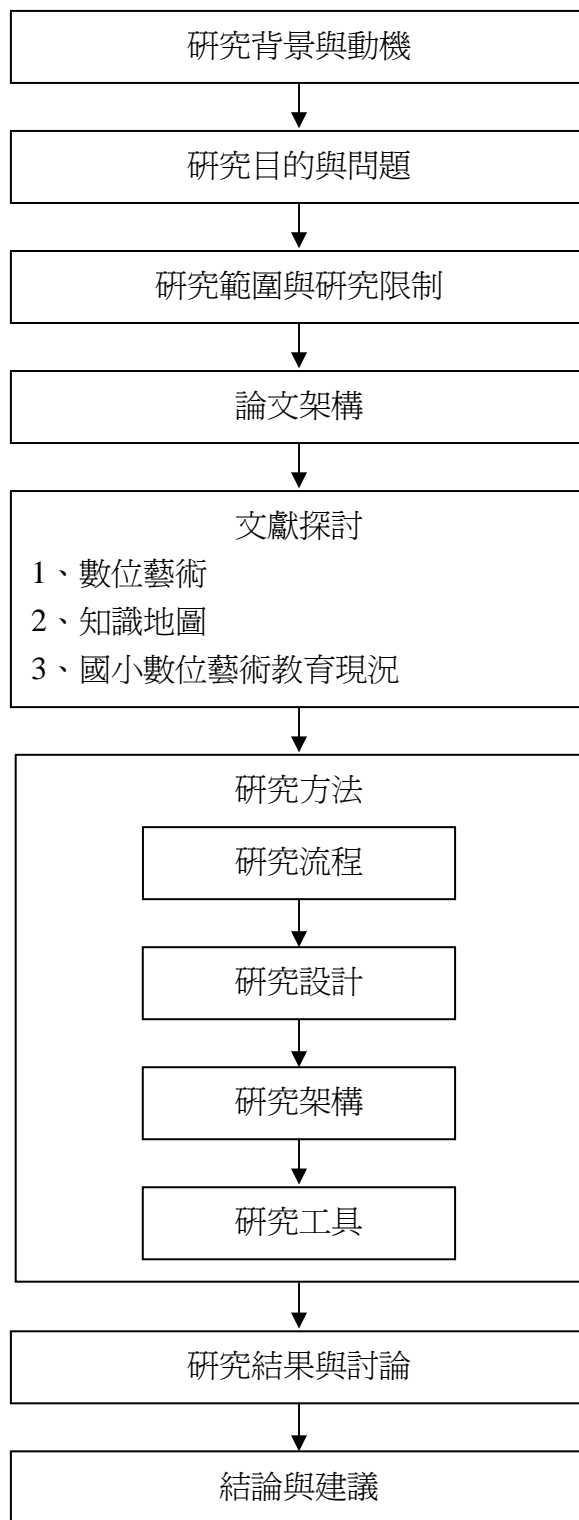 研究背景與動機
研究目的與問題
研究範圍與研究限制
論文架構
文獻探討
1、數位藝術
2、知識地圖
3、國小數位藝術教育現況
研究方法
研究流程
研究設計
研究架構
研究工具
研究結果與討論
結論與建議